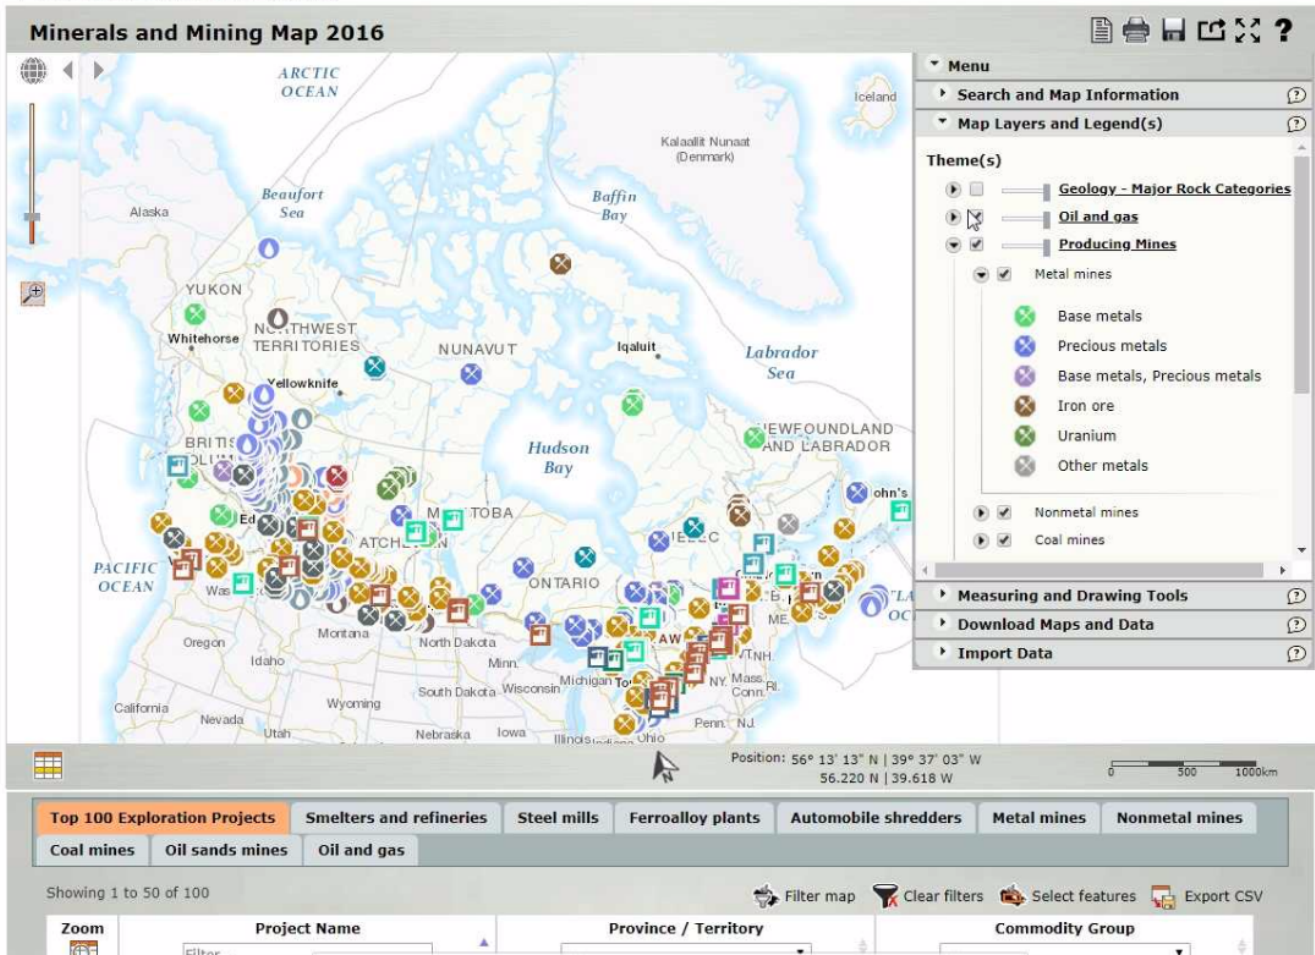 Minerals and Mining Map 2016
?
Menu
Search and Map Information
Map Layers and Legend(s)
Theme(s)
Geology - Major Rock Categories
Oil and gas
Producing Mines
Metal mines
Base metals
Precious metals
Base metals, Precious metals
Iron ore
Uranium
Other metals
Nonmetal mines
Coal mines
Measuring and Drawing Tools
Download Maps and Data
Import Data
ARCTIC
OCEAN
Iceland
Kalaallit Nunaat
(Denmark)
Beaufort
Sea
Baffin
Bay
Alaska
YUKON
Whitehorse
NORTHWEST
TERRITORIES
NUNAVUT
Iqaluit
Labrador
Sea
Yellowknife
NEWFOUNDLAND
AND LABRADOR
Hudson
Bay
PACIFIC
OCEAN
ONTARIO
Oregon
Idaho
Montana
North Dakota
Minn.
South Dakota
Wisconsin
Michigan
NY.
Mass.
Conn.
RI.
Wyoming
California
Nevada
Utah
Nebraska
Iowa
Illinois
Ohio
Penn.
NJ.
Position: 56° 13' 13" N | 39° 37' 03" W
56.220 N | 39.618 W
0 500 1000km
Top 100 Exploration Projects
Smelters and refineries
Steel mills
Ferroalloy plants
Automobile shredders
Metal mines
Nonmetal mines
Coal mines
Oil sands mines
Oil and gas
Showing 1 to 50 of 100
Filter map
Clear filters
Select features
Export CSV
Zoom
Project Name
Province / Territory
Commodity Group
Filter